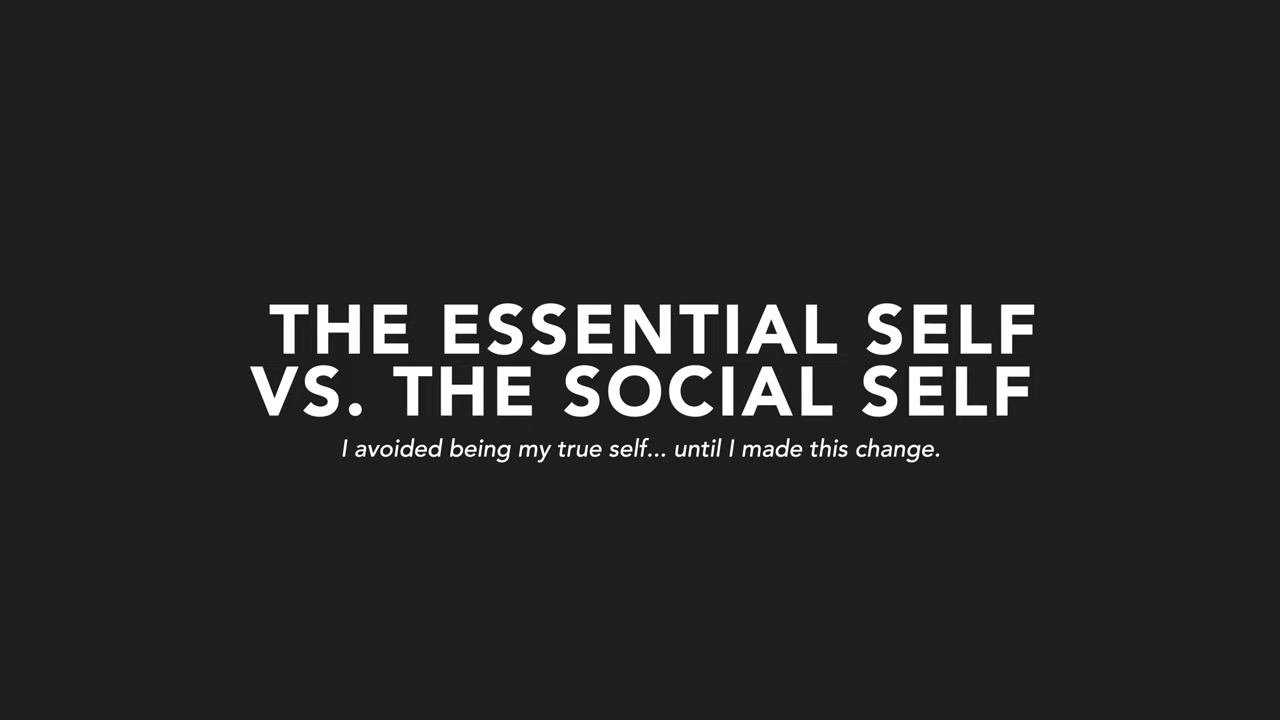 THE ESSENTIAL SELF
VS. THE SOCIAL SELF
I avoided being my true self... until I made this change.